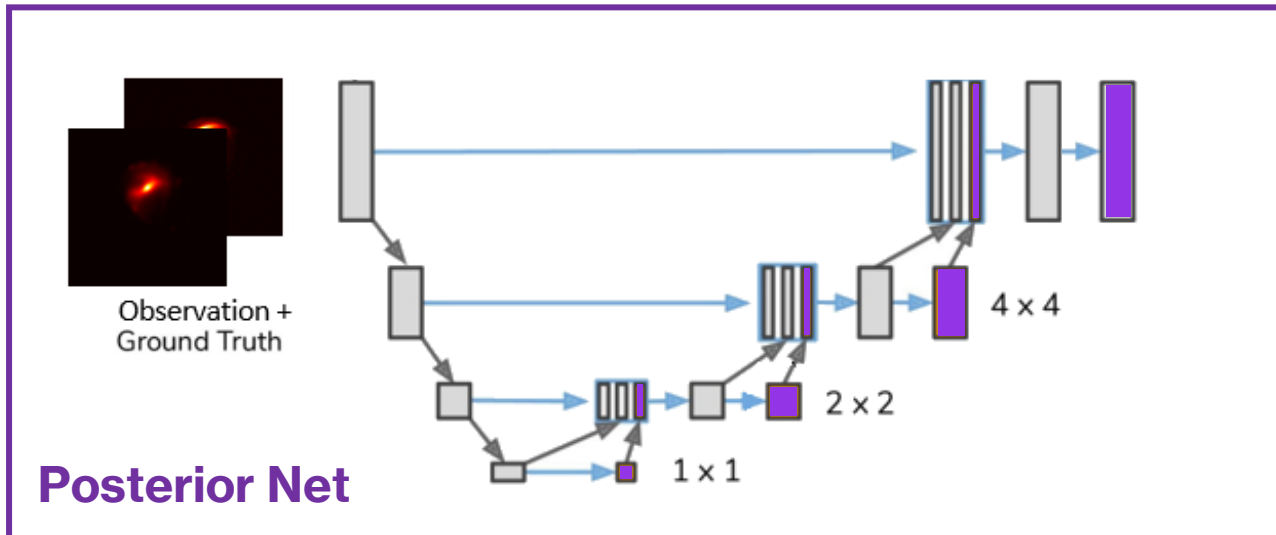 Observation +
Ground Truth
4 x 4
2 x 2
1 x 1
Posterior Net